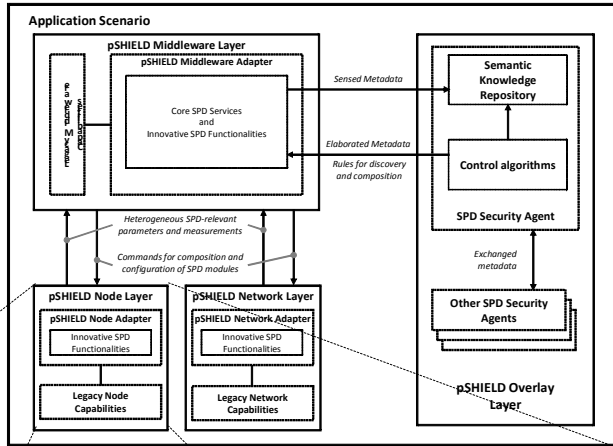 Application Scenario
pSHIELD Middleware Layer
pSHIELD Middleware Adapter
Core SPD Services
and
Innovative SPD Functionalities
Sensed Metadata
Elaborated Metadata
Rules for discovery
and composition
Semantic
Knowledge
Repository
Control algorithms
SPD Security Agent
Exchanged
metadata
Other SPD Security
Agents
pSHIELD Overlay
Layer
Heterogeneous SPD-relevant
parameters and measurements
Commands for composition and
configuration of SPD modules
pSHIELD Node Layer
pSHIELD Node Adapter
Innovative SPD
Functionalities
Legacy Node
Capabilities
pSHIELD Network Layer
pSHIELD Network Adapter
Innovative SPD
Functionalities
Legacy Network
Capabilities